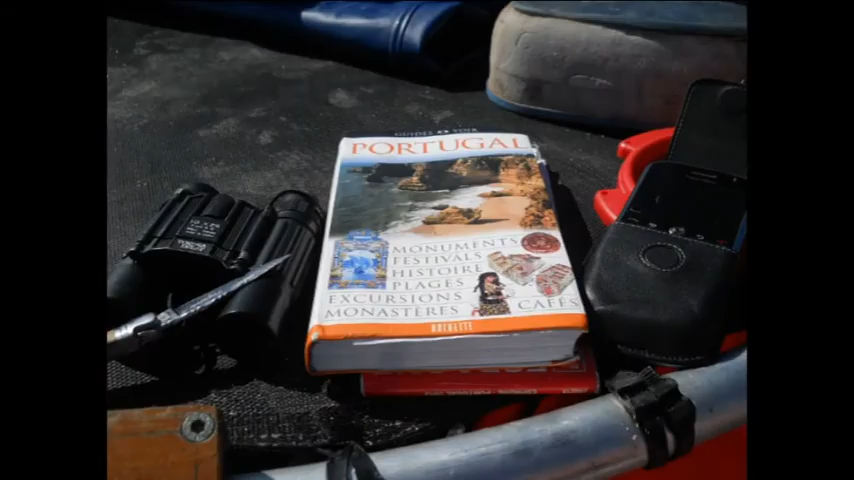 GUIDES VOIR
PORTUGAL
MONUMENTS
FESTIVALS
HISTOIRE
PLAGES
EXCURSIONS
MONASTÈRES
CAFÉS
HACHETTE